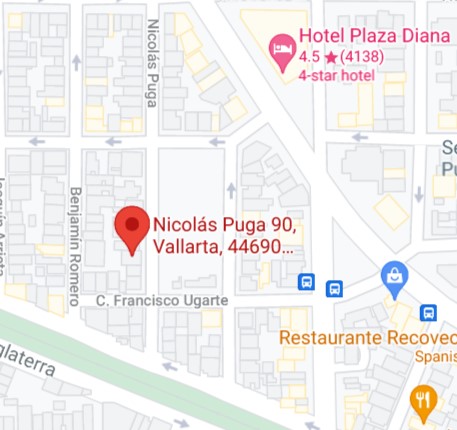 Nicolás Puga
Hotel Plaza Diana
4.5 ★ (4138)
4-star hotel
Se
Pu
Joaquín Arrieta
Benjamín Romero
Nicolás Puga 90,
Vallarta, 44690...
C. Francisco Ugarte
glaterra
Restaurante Recovec
Spanis